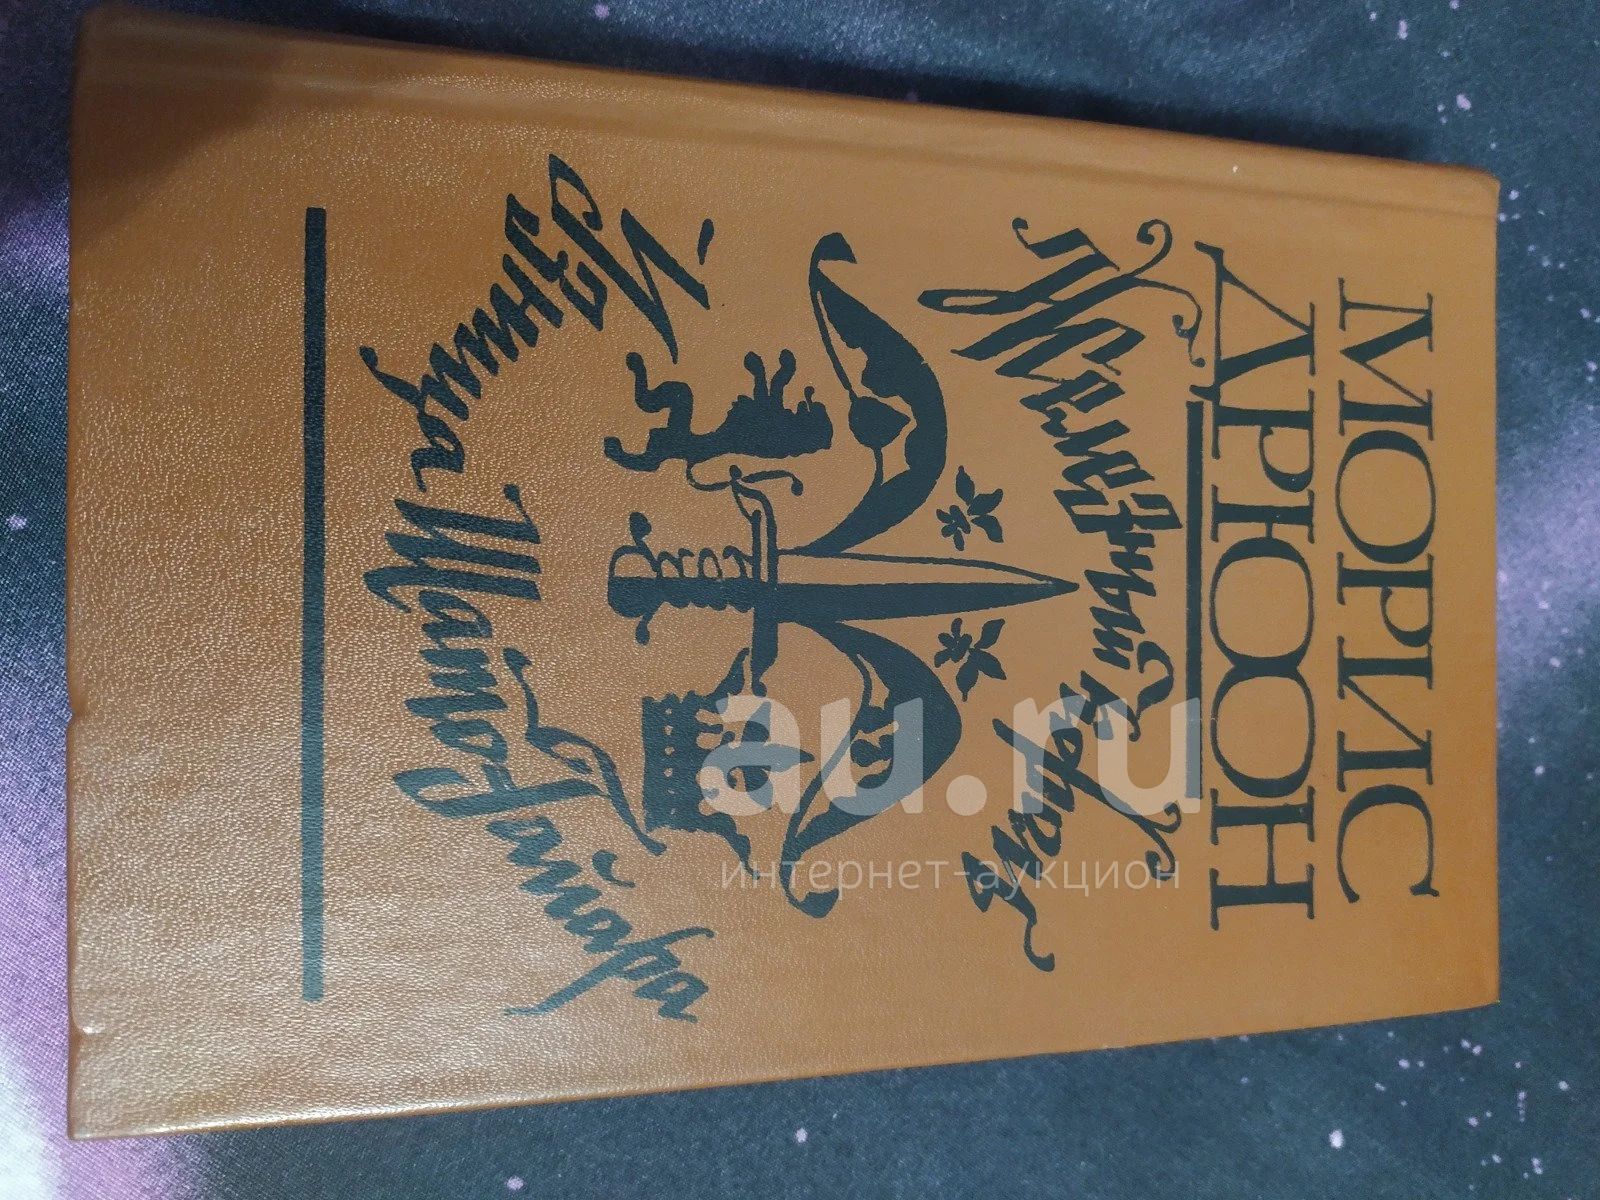 МОРИС
ДРЮОН
Железный король
Узница Шато-Гайара
au.ru
интернет-аукцион